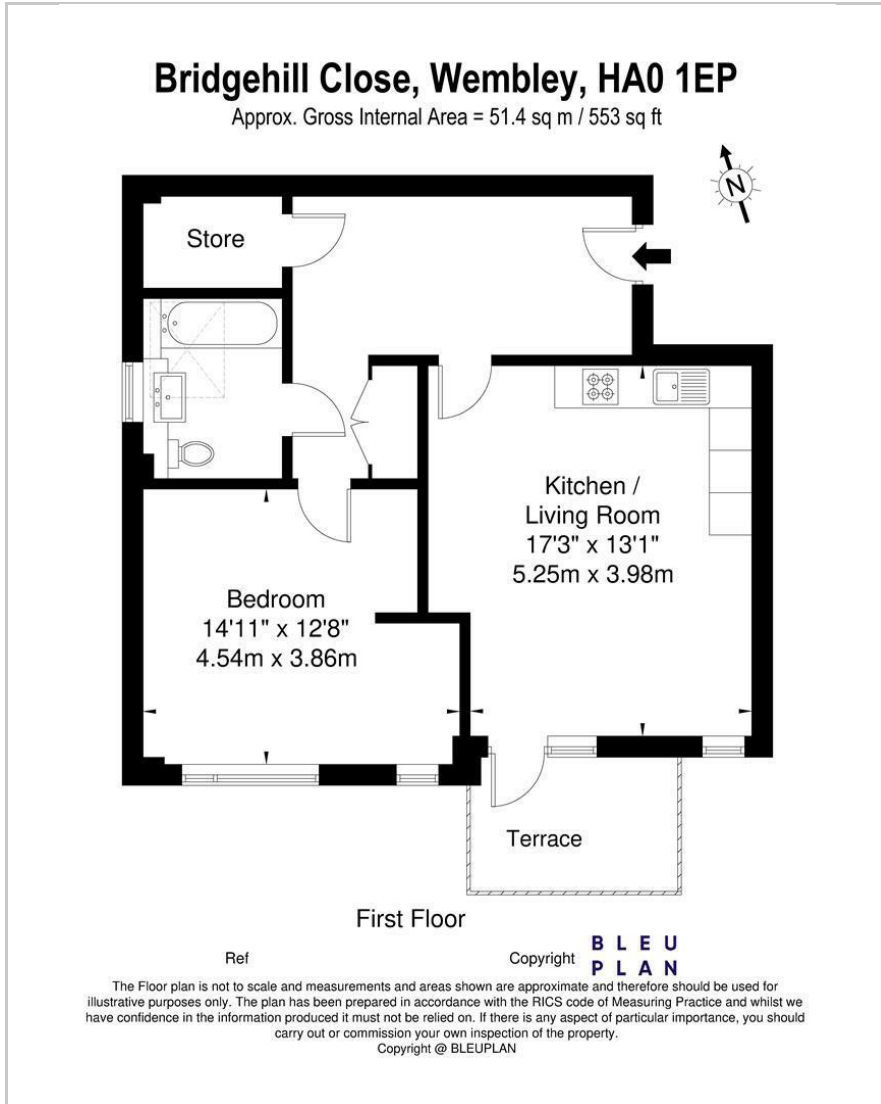 Bridgehill Close, Wembley, HA0 1EP
Approx. Gross Internal Area = 51.4 sq m / 553 sq ft
N
Store
Kitchen /
Living Room
17'3" x 13'1"
5.25m x 3.98m
Bedroom
14'11" x 12'8"
4.54m x 3.86m
Terrace
First Floor
Ref
Copyright
BLEU
PLAN
The Floor plan is not to scale and measurements and areas shown are approximate and therefore should be used for
illustrative purposes only. The plan has been prepared in accordance with the RICS code of Measuring Practice and whilst we
have confidence in the information produced it must not be relied on. If there is any aspect of particular importance, you should
carry out or commission your own inspection of the property.
Copyright @ BLEUPLAN